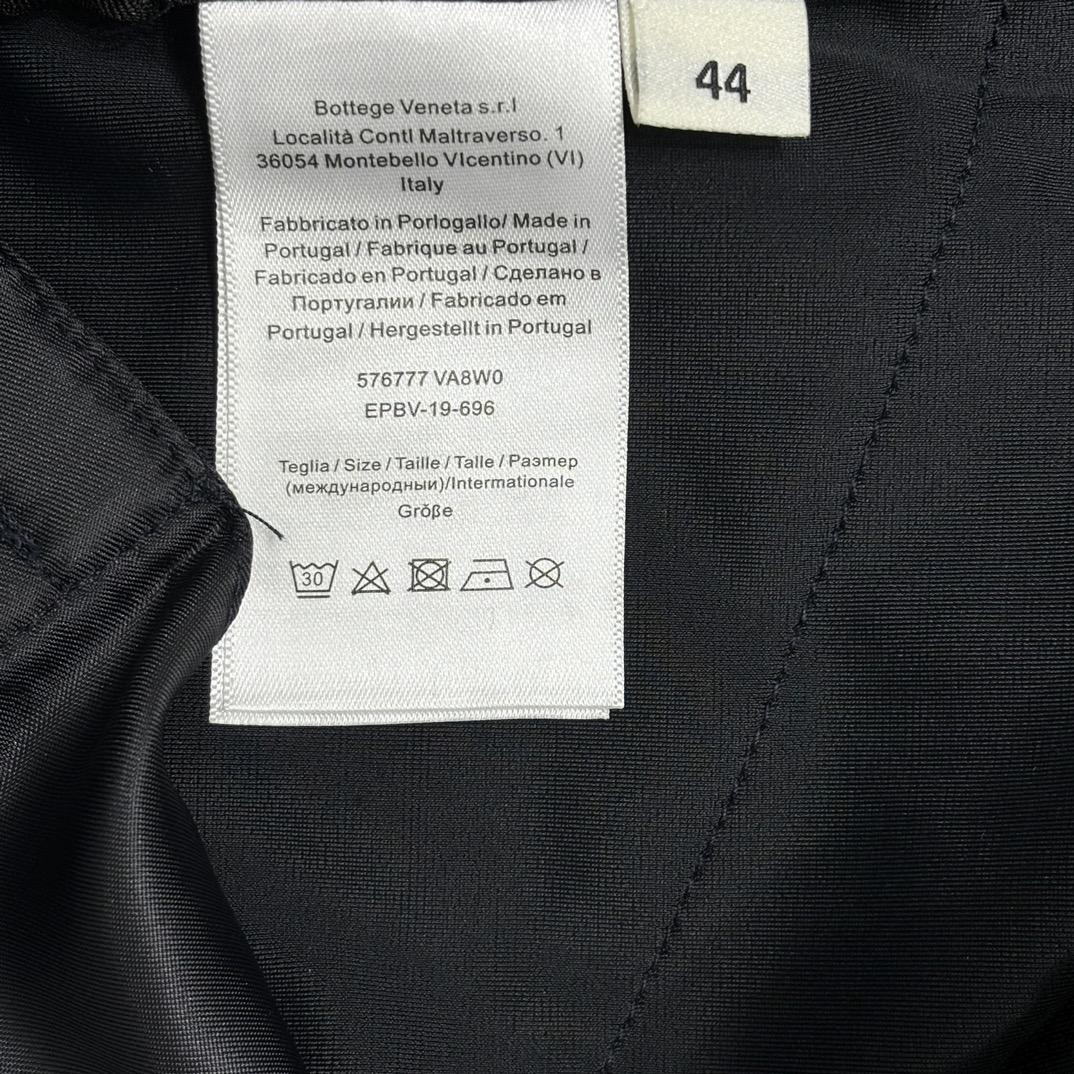 44
Bottege Veneta s.r.l
Località Contl Maltraverso. 1
36054 Montebello VIcentino (VI)
Italy
Fabbricato in Porlogallo/ Made in
Portugal / Fabrique au Portugal /
Fabricado en Portugal / Сделано в
Португалии / Fabricado em
Portugal / Hergestellt in Portugal
576777 VA8W0
EPBV-19-696
Teglia / Size / Taille / Talle / Размер
(международный)/Intermationale
Größe
30